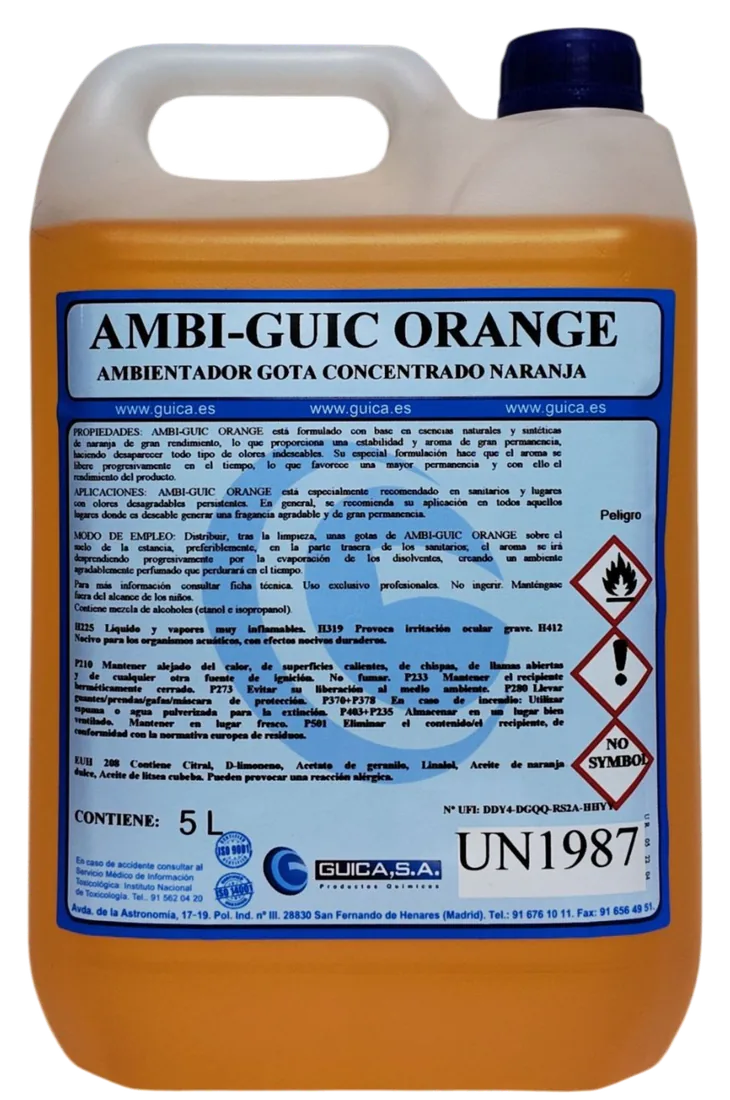 AMBI-GUIC ORANGE
AMBIENTADOR GOTA CONCENTRADO NARANJA
www.guica.es www.guica.es www.guica.es
PROPIEDADES: AMBI-GUIC ORANGE está formulado con base en esencias naturales y sintéticas
de naranja de gran rendimiento, lo que proporciona una estabilidad y aroma de gran permanencia,
haciendo desaparecer todo tipo de olores indeseables. Su especial formulación hace que el aroma se
libere progresivamente en el tiempo, lo que favorece una mayor permanencia y con ello el
rendimiento del producto.
APLICACIONES: AMBI-GUIC ORANGE está especialmente recomendado en sanitarios y lugares
con olores desagradables persistentes. En general, se recomienda su aplicación en todos aquellos
lugares donde es deseable generar una fragancia agradable y de gran permanencia.
MODO DE EMPLEO: Distribuir, tras la limpieza, unas gotas de AMBI-GUIC ORANGE sobre el
suelo de la estancia, preferiblemente, en la parte trasera de los sanitarios, el aroma se irá
desprendiendo progresivamente por la evaporación de los disolventes, creando un ambiente
agradablemente perfumado que perdurará en el tiempo.
Para más información consultar ficha técnica. Uso exclusivo profesionales. No ingerir. Manténgase
fuera del alcance de los niños.
Contiene mezcla de alcoholes (etanol e isopropanol).
H225 Líquido y vapores muy inflamables. H319 Provoca irritación ocular grave. H412
Nocivo para los organismos acuáticos, con efectos nocivos duraderos.
P210 Mantener alejado del calor, de superficies calientes, de chispas, de llamas abiertas
y de cualquier otra fuente de ignición. No fumar. P233 Mantener el recipiente
herméticamente cerrado. P273 Evitar su liberación al medio ambiente. P280 Llevar
guantes/prendas/gafas/máscara de protección. P370+P378 En caso de incendio: Utilizar
espuma o agua pulverizada para la extinción. P403+P235 Almacenar en un lugar bien
ventilado. Mantener en lugar fresco. P501 Eliminar el contenido/el recipiente, de
conformidad con la normativa europea de residuos.
EUH 208 Contiene Citral, D-limoneno, Acetato de geranilo, Linalol, Aceite de naranja
dulce, Aceite de litsea cubeba. Pueden provocar una reacción alérgica.
Peligro
NO
SYMBOL
Nº UFI: DDY4-DGQQ-RS2A-HHYV
CONTIENE: 5 L
UN1987
En caso de accidente consultar al
Servicio Médico de Información
Toxicológica: Instituto Nacional
de Toxicología. Tel.. 91 562 04 20
ISO 9001
ISO 14001
GUICA,S.A.
Productos Químicos
Avda. de la Astronomía, 17-19. Pol. Ind. nº III. 28830 San Fernando de Henares (Madrid). Tel.: 91 676 10 11. Fax: 91 656 49 51.